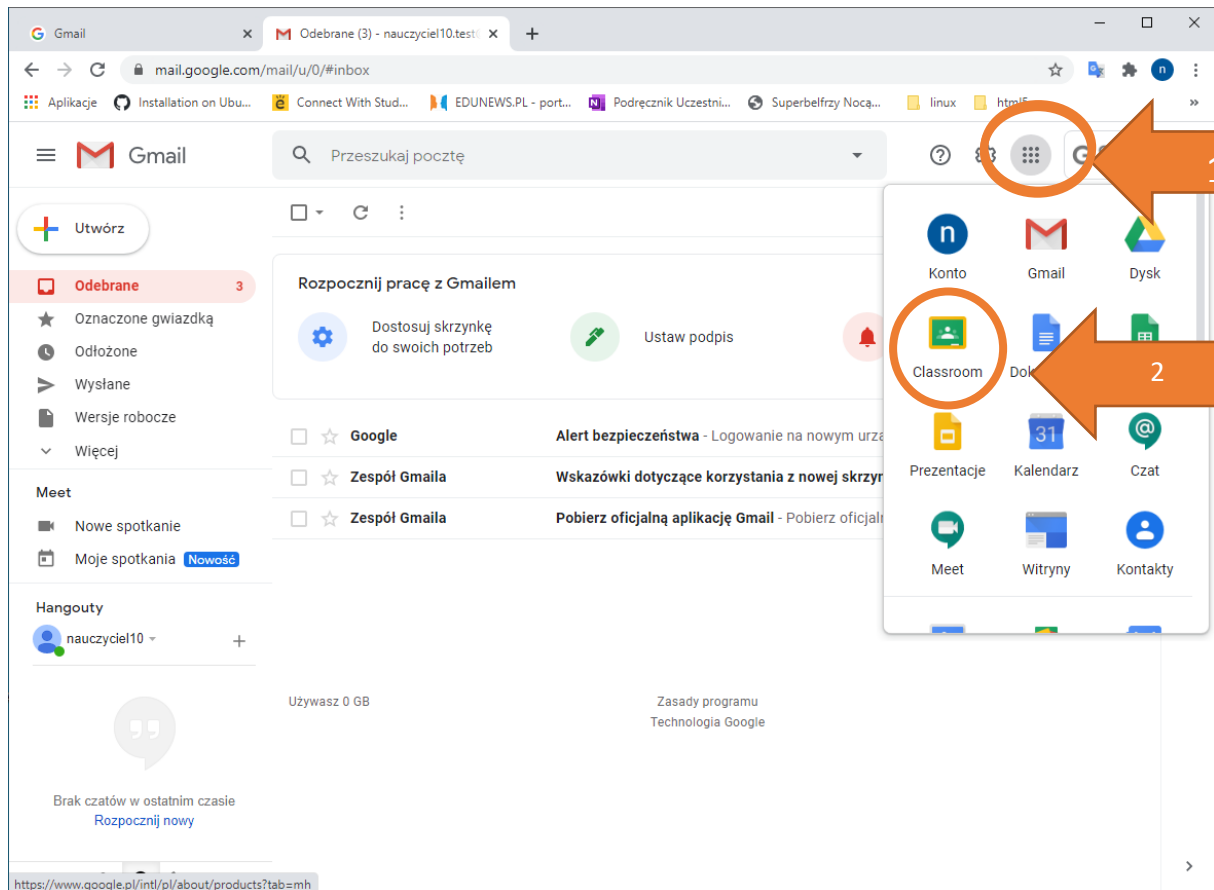 Gmail
Odebrane (3) - nauczyciel10.test
mail.google.com/mail/u/0/#inbox
n
Aplikacje
Installation on Ubu...
Connect With Stud...
EDUNEWS.PL - port...
Podręcznik Uczestni...
Superbelfrzy Nocą...
linux
Gmail
Przeszukaj pocztę
G
1
Utwórz
Odebrane 3
Oznaczone gwiazdką
Odłożone
Wysłane
Wersje robocze
Więcej
Meet
Nowe spotkanie
Moje spotkania Nowość
Hangouty
nauczyciel10
Brak czatów w ostatnim czasie
Rozpocznij nowy
Rozpocznij pracę z Gmailem
Dostosuj skrzynkę
do swoich potrzeb
Ustaw podpis
Google Alert bezpieczeństwa - Logowanie na nowym urzą
Zespół Gmaila Wskazówki dotyczące korzystania z nowej skrzyn
Zespół Gmaila Pobierz oficjalną aplikację Gmail - Pobierz oficjaln
Używasz 0 GB
Zasady programu
Technologia Google
n
Konto
Gmail
Dysk
Classroom
Dok
2
Prezentacje
31
Kalendarz
Czat
Meet
Witryny
Kontakty
https://www.google.pl/intl/pl/about/products?tab=mh